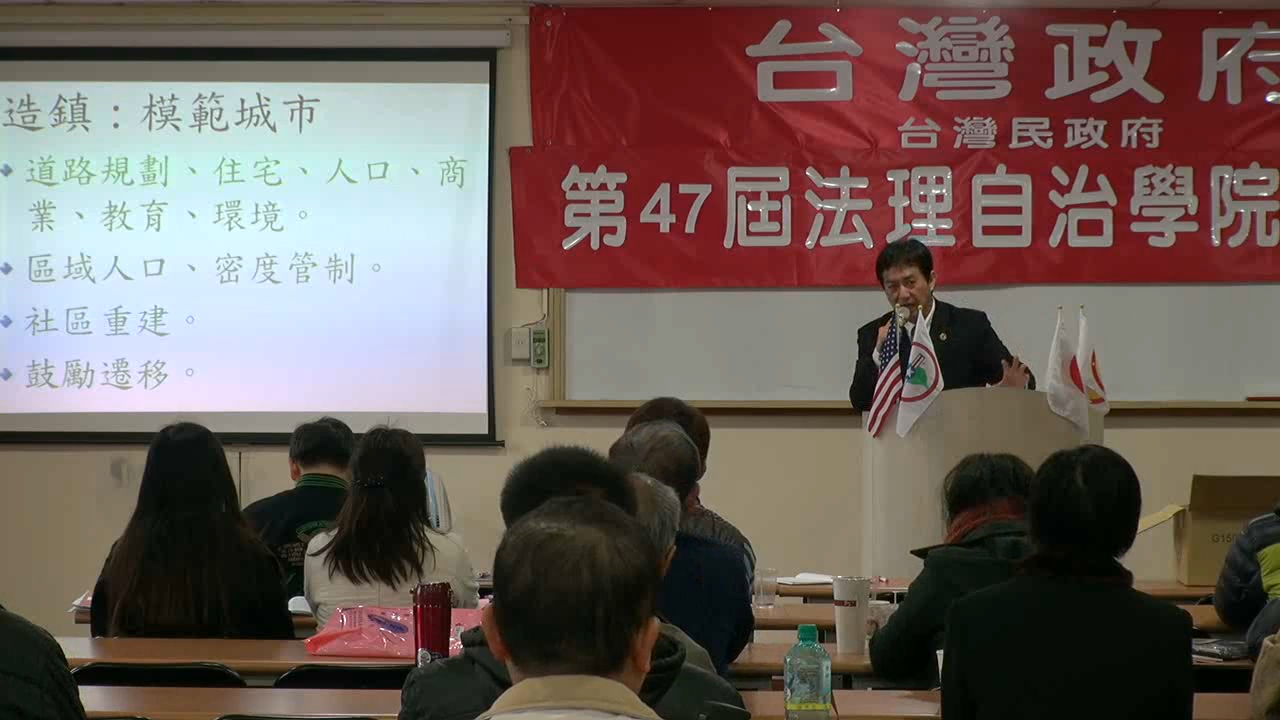 造鎮：模範城市
道路規劃、住宅、人口、商
業、教育、環境。
區域人口、密度管制。
社區重建。
鼓勵遷移。
台灣政府
台灣民政府
第47屆法理自治學院